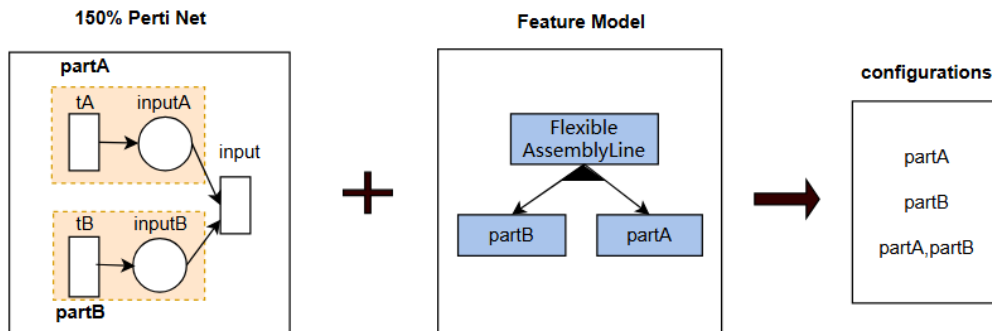 150% Perti Net
partA
tA
inputA
input
tB
inputB
partB
Feature Model
Flexible
AssemblyLine
partB
partA
configurations
partA
partB
partA,partB